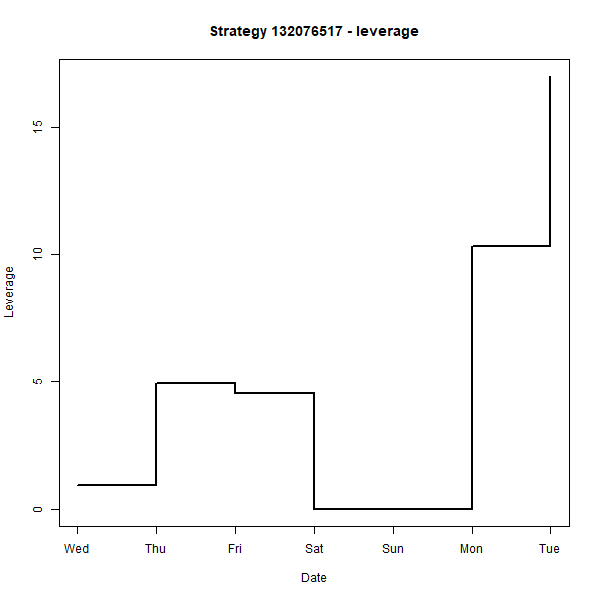 Strategy 132076517 - leverage
Leverage
15
10
5
0
Wed Thu Fri Sat Sun Mon Tue
Date